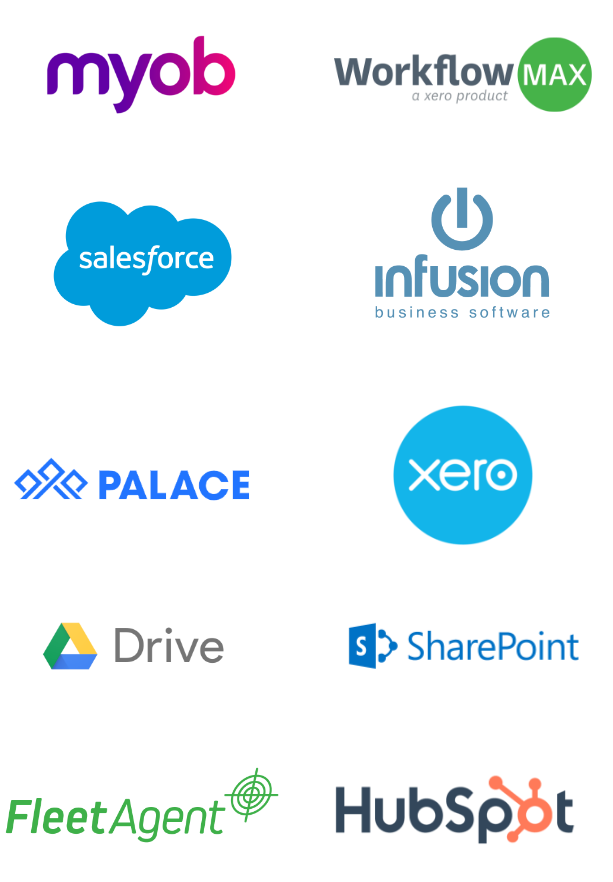 myob
Workflow MAX
a xero product
salesforce
infusion
business software
PALACE
xero
Drive
S SharePoint
FleetAgent
HubSpot